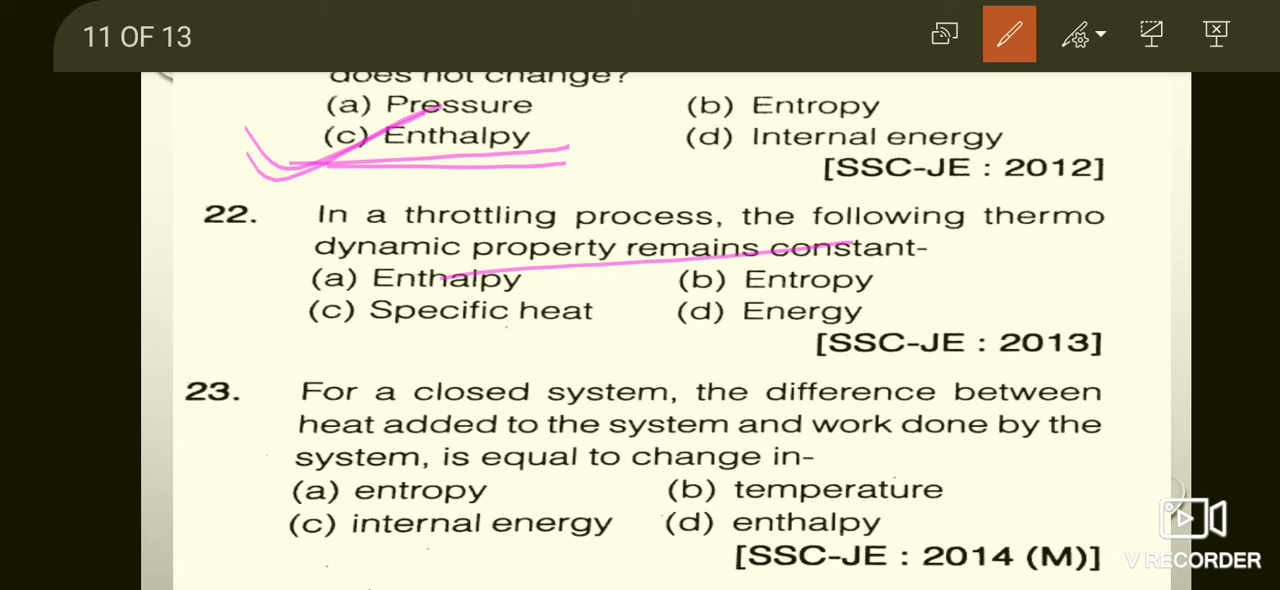 11 OF 13
does not change?
(a) Pressure (b) Entropy
(c) Enthalpy (d) Internal energy
[SSC-JE : 2012]
22. In a throttling process, the following thermo
dynamic property remains constant-
(a) Enthalpy (b) Entropy
(c) Specific heat (d) Energy
[SSC-JE : 2013]
23. For a closed system, the difference between
heat added to the system and work done by the
system, is equal to change in-
(a) entropy (b) temperature
(c) internal energy (d) enthalpy
[SSC-JE : 2014 (M)]
V RECORDER